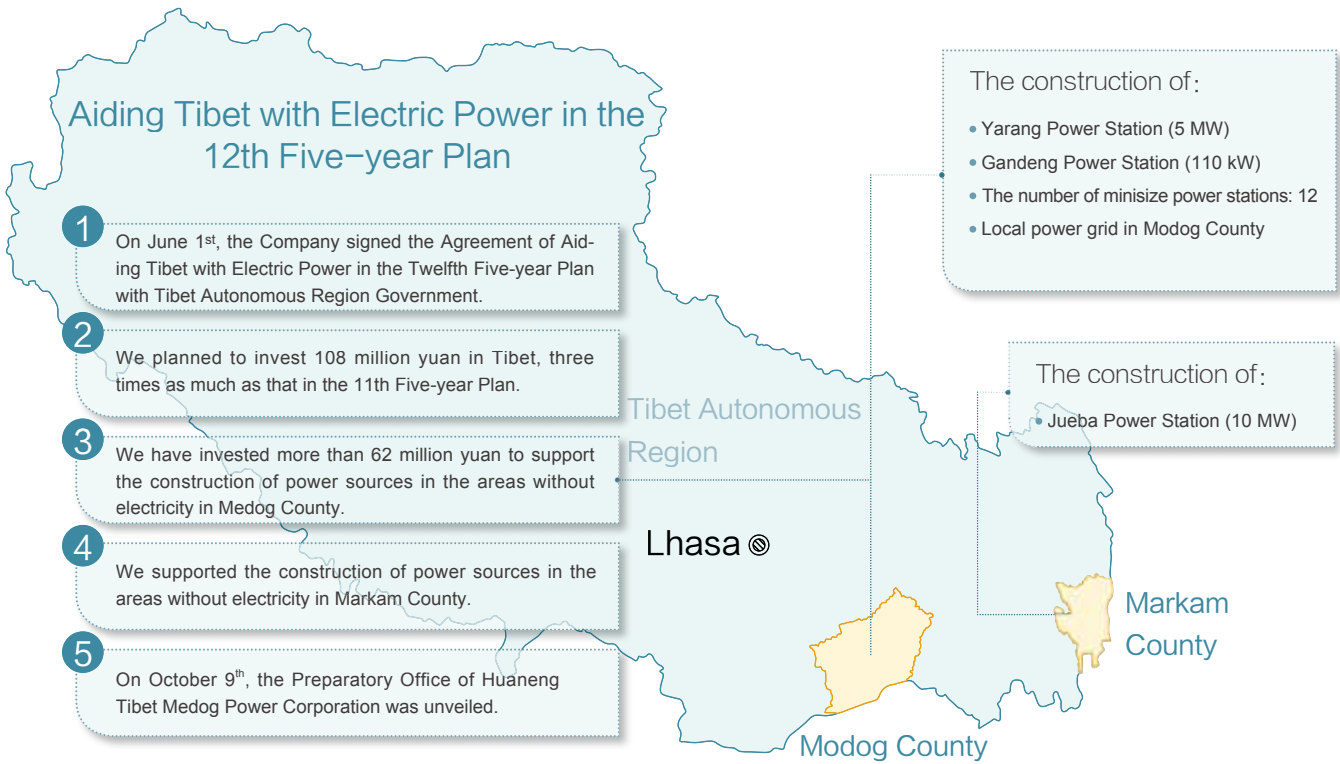 Aiding Tibet with Electric Power in the
12th Five-year Plan
1
On June 1st, the Company signed the Agreement of Aid-
ing Tibet with Electric Power in the Twelfth Five-year Plan
with Tibet Autonomous Region Government.
2
We planned to invest 108 million yuan in Tibet, three
times as much as that in the 11th Five-year Plan.
3
We have invested more than 62 million yuan to support
the construction of power sources in the areas without
electricity in Medog County.
4
We supported the construction of power sources in the
areas without electricity in Markam County.
5
On October 9th, the Preparatory Office of Huaneng
Tibet Medog Power Corporation was unveiled.
Tibet Autonomous
Region
Lhasa
The construction of:
• Yarang Power Station (5 MW)
• Gandeng Power Station (110 kW)
• The number of minisize power stations: 12
• Local power grid in Modog County
The construction of:
• Jueba Power Station (10 MW)
Markam
County
Modog County